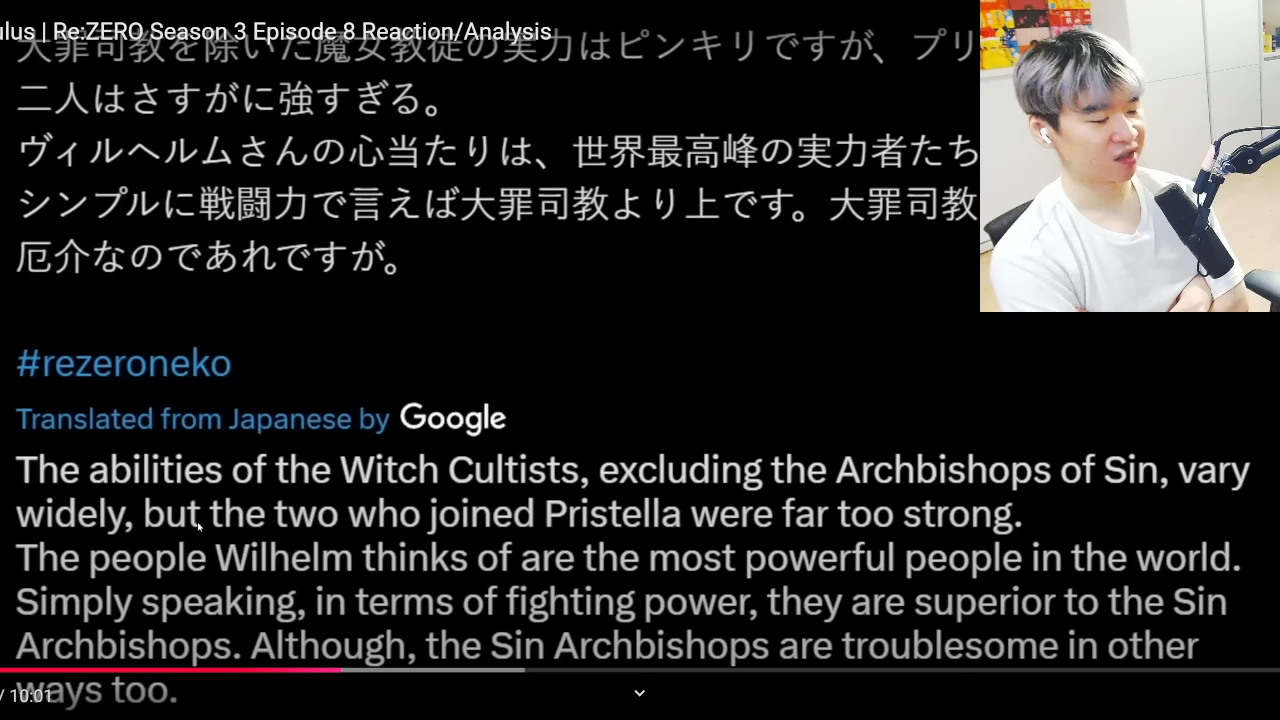 ulus | Re:ZERO Season 3 Episode 8 Reaction/Analysis
大罪司教を除いた魔女教徒の実力はピンキリですが、プリ
二人はさすがに強すぎる。
ヴィルヘルムさんの心当たりは、世界最高峰の実力者たち
シンプルに戦闘力で言えば大罪司教より上です。大罪司教
厄介なのであれですが。
#rezeroneko
Translated from Japanese by Google
The abilities of the Witch Cultists, excluding the Archbishops of Sin, vary
widely, but the two who joined Pristella were far too strong.
The people Wilhelm thinks of are the most powerful people in the world.
Simply speaking, in terms of fighting power, they are superior to the Sin
Archbishops. Although, the Sin Archbishops are troublesome in other
ways too.
/ 10:01